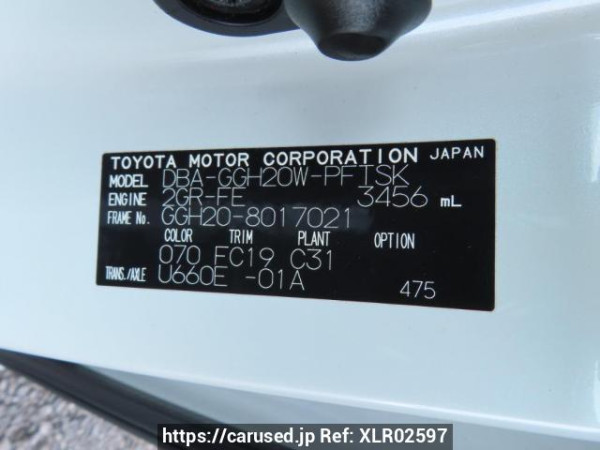 TOYOTA MOTOR CORPORATION JAPAN
MODEL DBA-GGH20W-PFTSK
ENGINE 2GR-FE 3456 mL
FRAME No. GGH20-8017021
COLOR TRIM PLANT OPTION
070 FC19 C31
TRANS./AXLE U660E -01A 475
https://carused.jp Ref: XLR02597